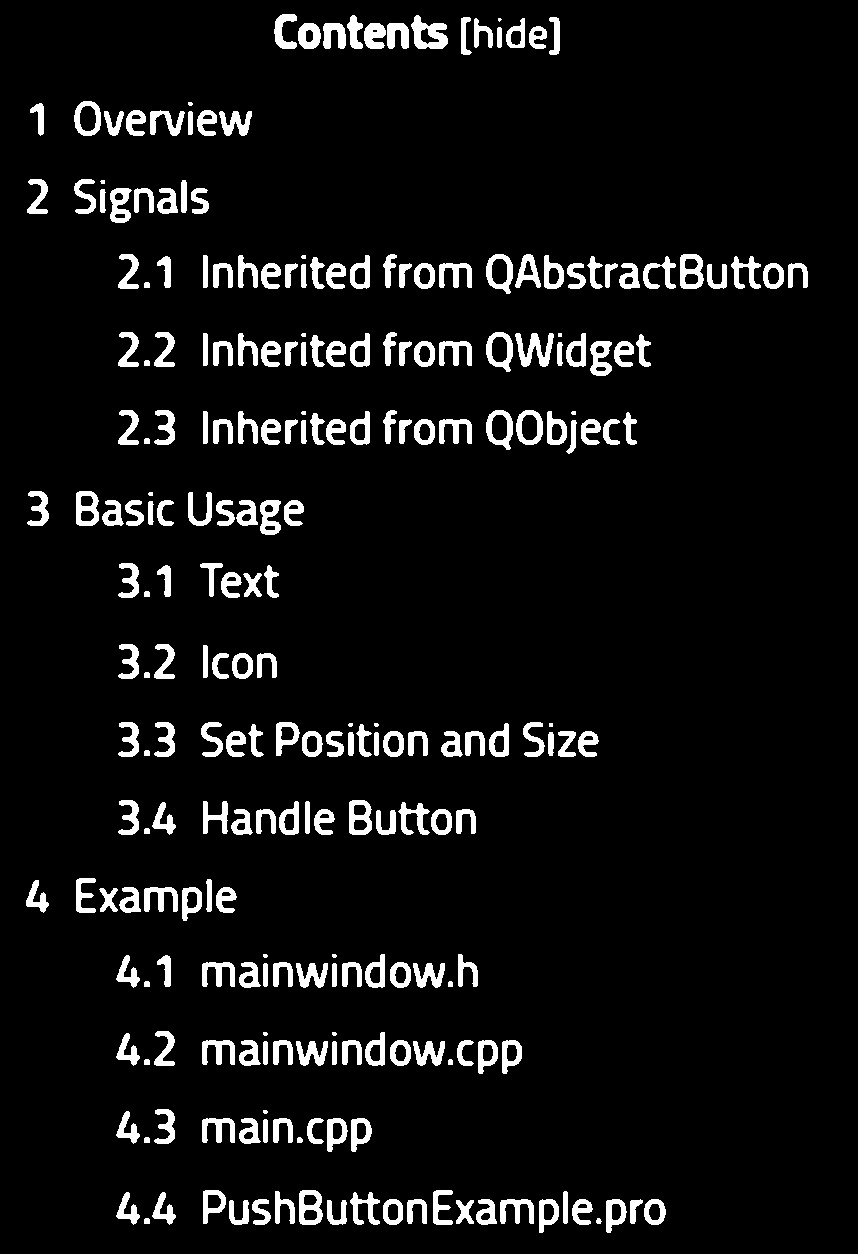 Contents [hide]
1 Overview
2 Signals
2.1 Inherited from QAbstractButton
2.2 Inherited from QWidget
2.3 Inherited from QObject
3 Basic Usage
3.1 Text
3.2 Icon
3.3 Set Position and Size
3.4 Handle Button
4 Example
4.1 mainwindow.h
4.2 mainwindow.cpp
4.3 main.cpp
4.4 PushButtonExample.pro